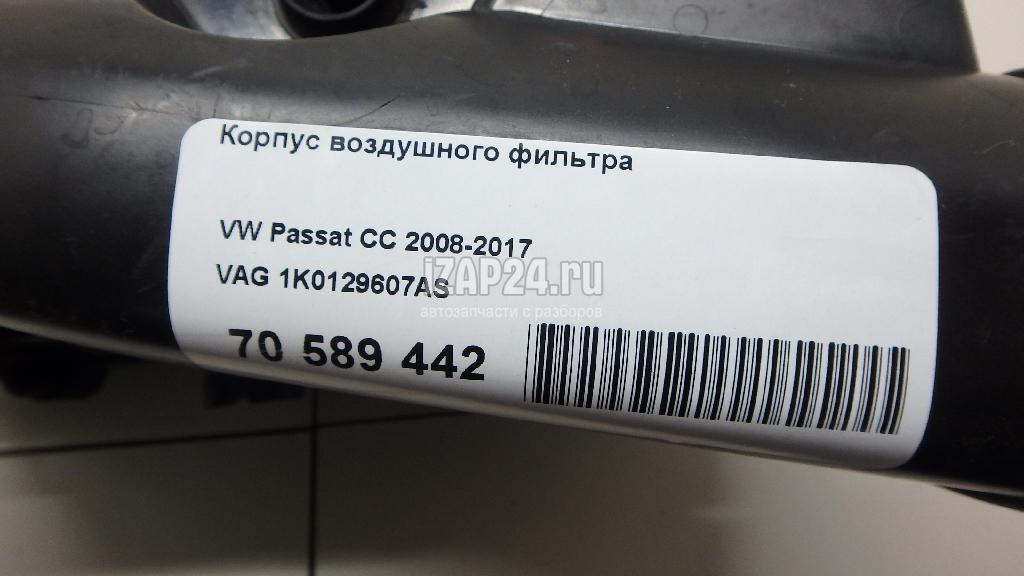 Корпус воздушного фильтра
VW Passat CC 2008-2017
iZAP24.ru
VAG 1K0129607AS
автозапчасти с разборов
70 589 442